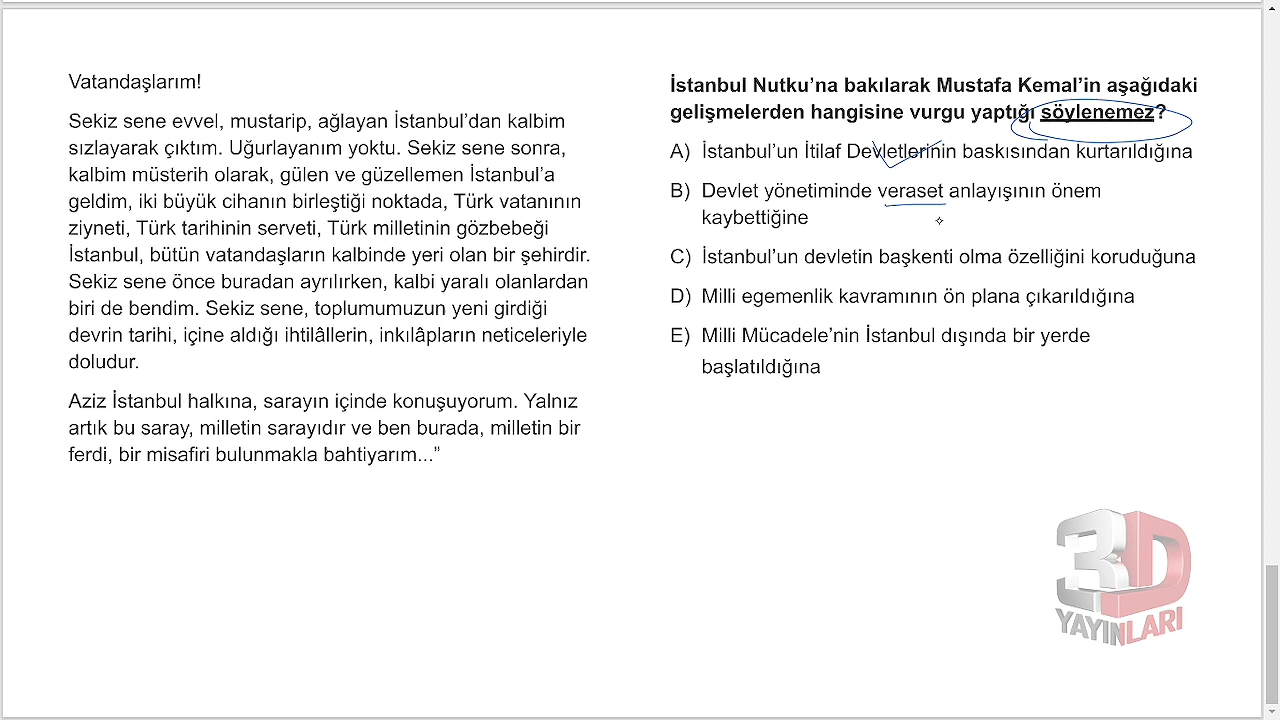 Vatandaşlarım!
Sekiz sene evvel, mustarip, ağlayan İstanbul’dan kalbim
sızlayarak çıktım. Uğurlayanım yoktu. Sekiz sene sonra,
kalbim müsterih olarak, gülen ve güzellemen İstanbul’a
geldim, iki büyük cihanın birleştiği noktada, Türk vatanının
ziyneti, Türk tarihinin serveti, Türk milletinin gözbebeği
İstanbul, bütün vatandaşların kalbinde yeri olan bir şehirdir.
Sekiz sene önce buradan ayrılırken, kalbi yaralı olanlardan
biri de bendim. Sekiz sene, toplumumuzun yeni girdiği
devrin tarihi, içine aldığı ihtilâllerin, inkılâpların neticeleriyle
doludur.
Aziz İstanbul halkına, sarayın içinde konuşuyorum. Yalnız
artık bu saray, milletin sarayıdır ve ben burada, milletin bir
ferdi, bir misafiri bulunmakla bahtiyarım...”
İstanbul Nutku’na bakılarak Mustafa Kemal’in aşağıdaki
gelişmelerden hangisine vurgu yaptığı söylenemez?
A) İstanbul’un İtilaf Devletlerinin baskısından kurtarıldığına
B) Devlet yönetiminde veraset anlayışının önem
kaybettiğine
C) İstanbul’un devletin başkenti olma özelliğini koruduğuna
D) Milli egemenlik kavramının ön plana çıkarıldığına
E) Milli Mücadele’nin İstanbul dışında bir yerde
başlatıldığına
3D
YAYINLARI